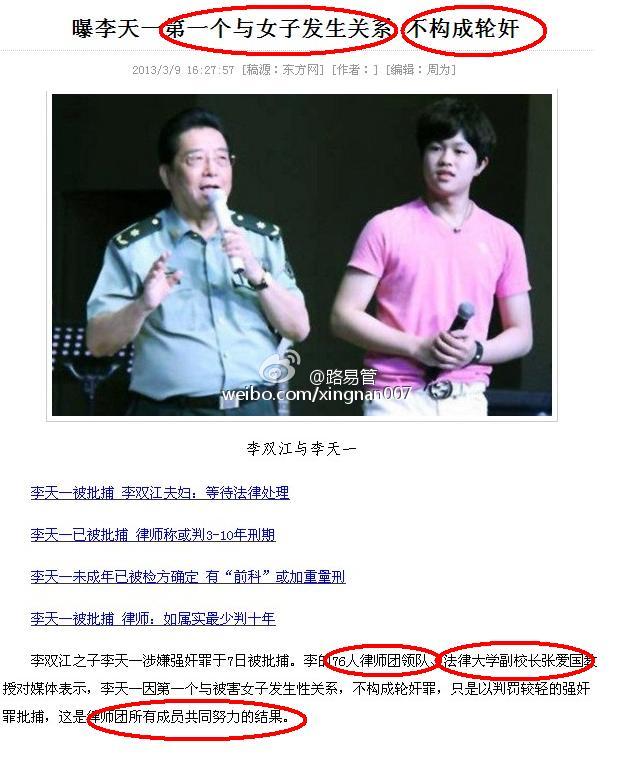 曝李天一第一个与女子发生关系 不构成轮奸
2013/3/9 16:27:57 [稿源:东方网] [作者:] [编辑:周为]
@路易管
weibo.com/xingnan007
李双江与李天一
李天一被批捕 李双江夫妇：等待法律处理
李天一已被批捕 律师称或判3-10年刑期
李天一未成年已被检方确定 有“前科”或加重量刑
李天一被批捕 律师：如属实最少判十年
李双江之子李天一涉嫌强奸罪于7日被批捕。李的76人律师团领队、法律大学副校长张爱国教
授对媒体表示，李天一因第一个与被害女子发生性关系，不构成轮奸罪，只是以判罚较轻的强奸
罪批捕，这是律师团所有成员共同努力的结果。